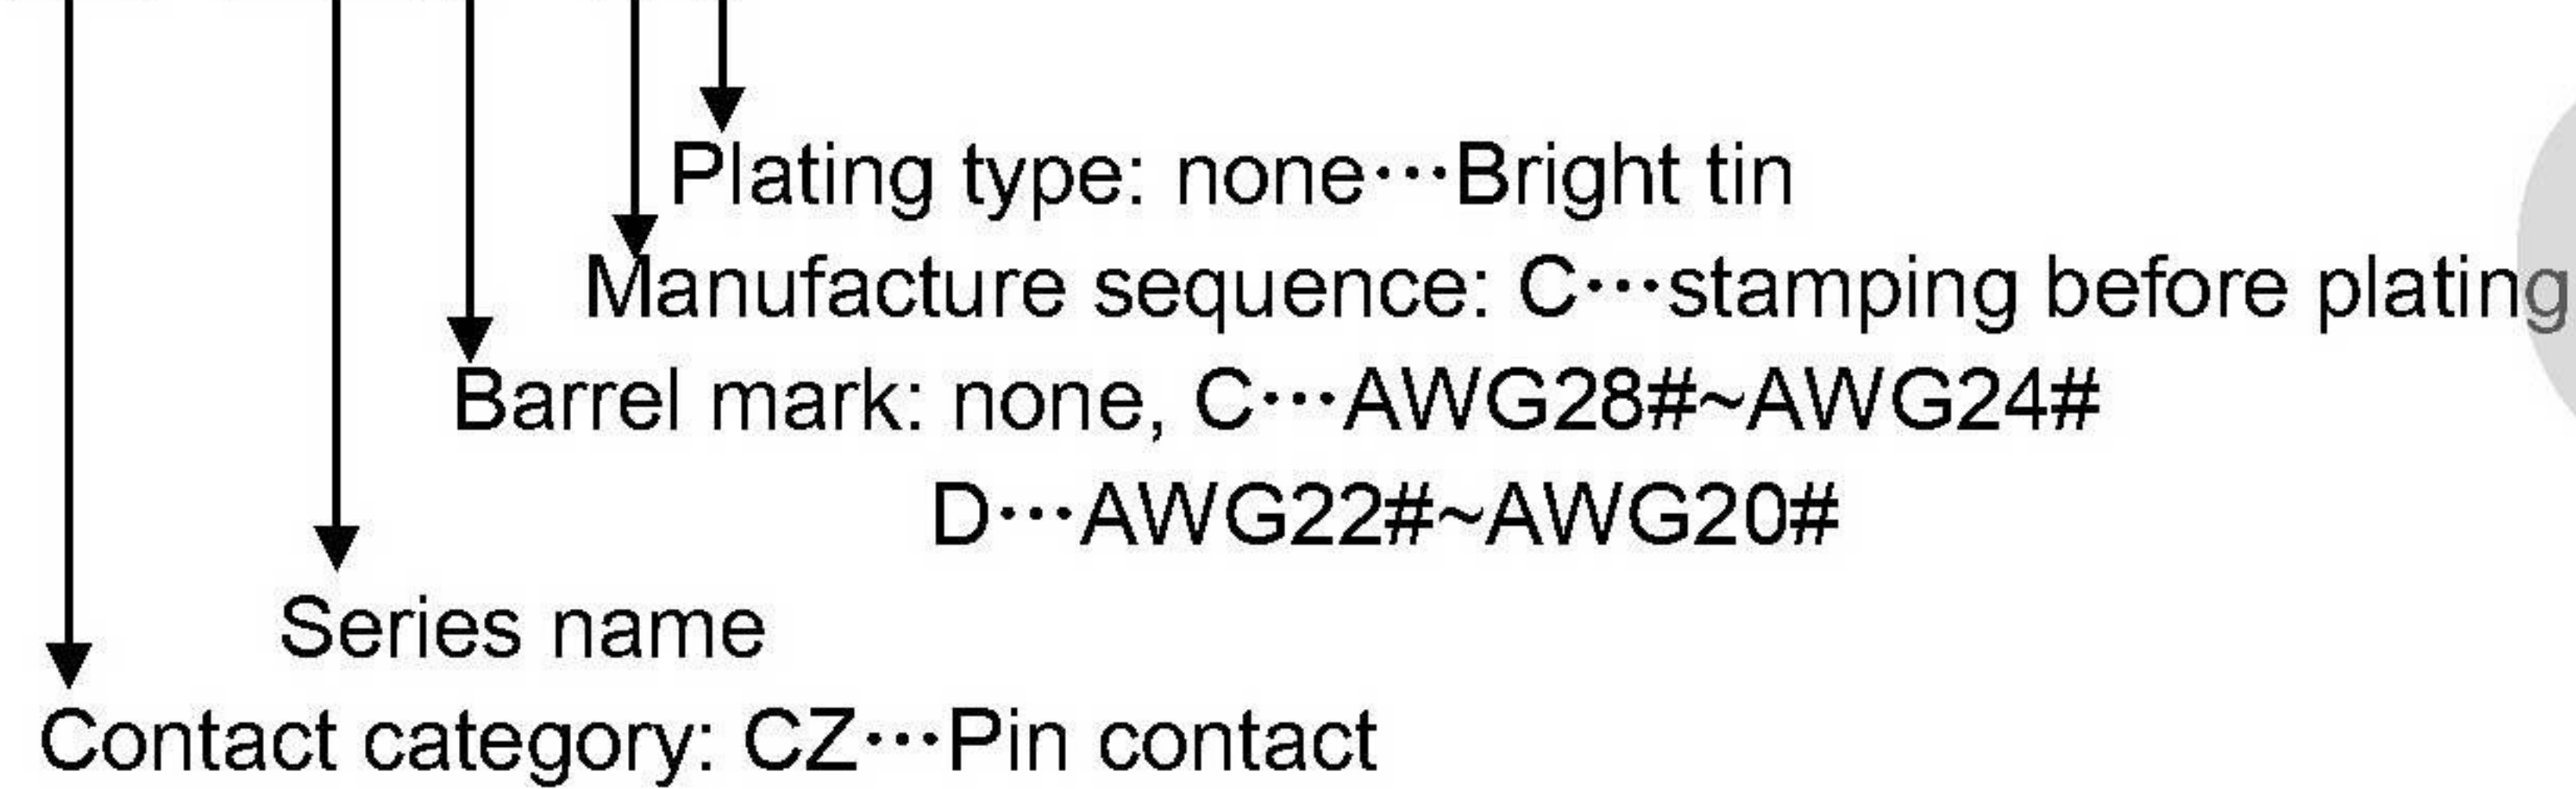 Plating type: none···Bright tin
Manufacture sequence: C···stamping before plating
Barrel mark: none, C···AWG28#~AWG24#
D···AWG22#~AWG20#
Series name
Contact category: CZ···Pin contact